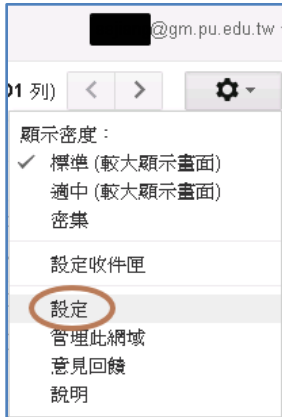 @gm.pu.edu.tw
01 列)
顯示密度：
標準 (較大顯示畫面)
適中 (較大顯示畫面)
密集
設定收件匣
設定
管理此網域
意見回饋
說明